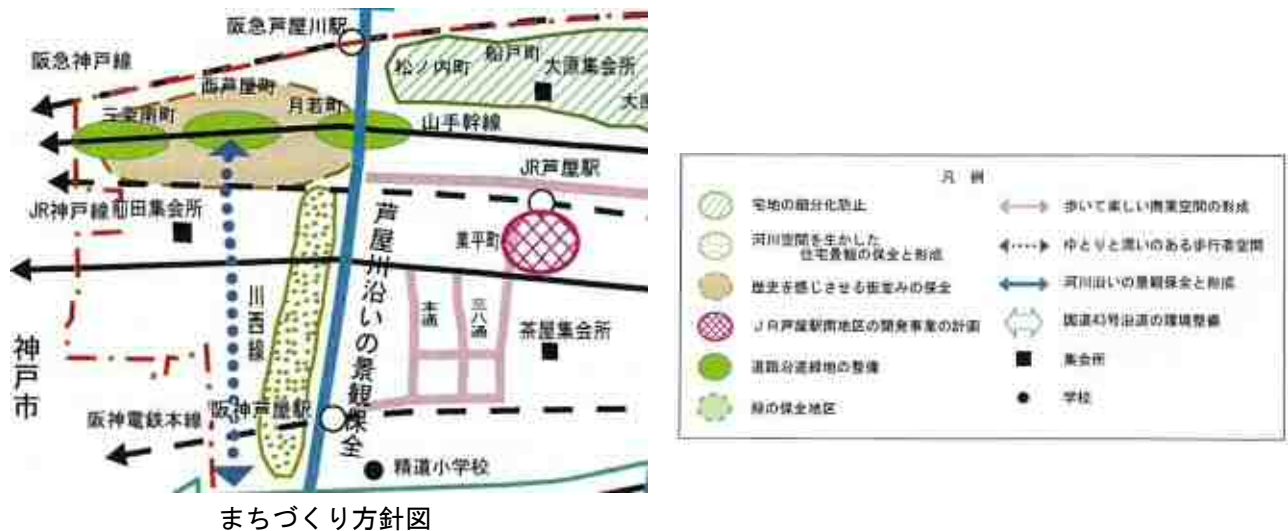 阪急芦屋川駅
阪急神戸線
船戸町
松ノ内町
大原集会所
大原
西芦屋町
三条南町
月若町
山手幹線
JR芦屋駅
JR神戸線
前田集会所
業平町
芦屋川沿いの景観保全
川西線
本通
三八通
茶屋集会所
神戸市
阪神芦屋駅
阪神電鉄本線
精道小学校
まちづくり方針図
凡 例
宅地の細分化防止
河川空間を生かした
住宅景観の保全と形成
歴史を感じさせる街並みの保全
JR芦屋駅南地区の開発事業の計画
道路沿道緑地の整備
緑の保全地区
歩いて楽しい商業空間の形成
ゆとりと潤いのある歩行者空間
河川沿いの景観保全と形成
国道43号沿道の環境整備
集会所
学校